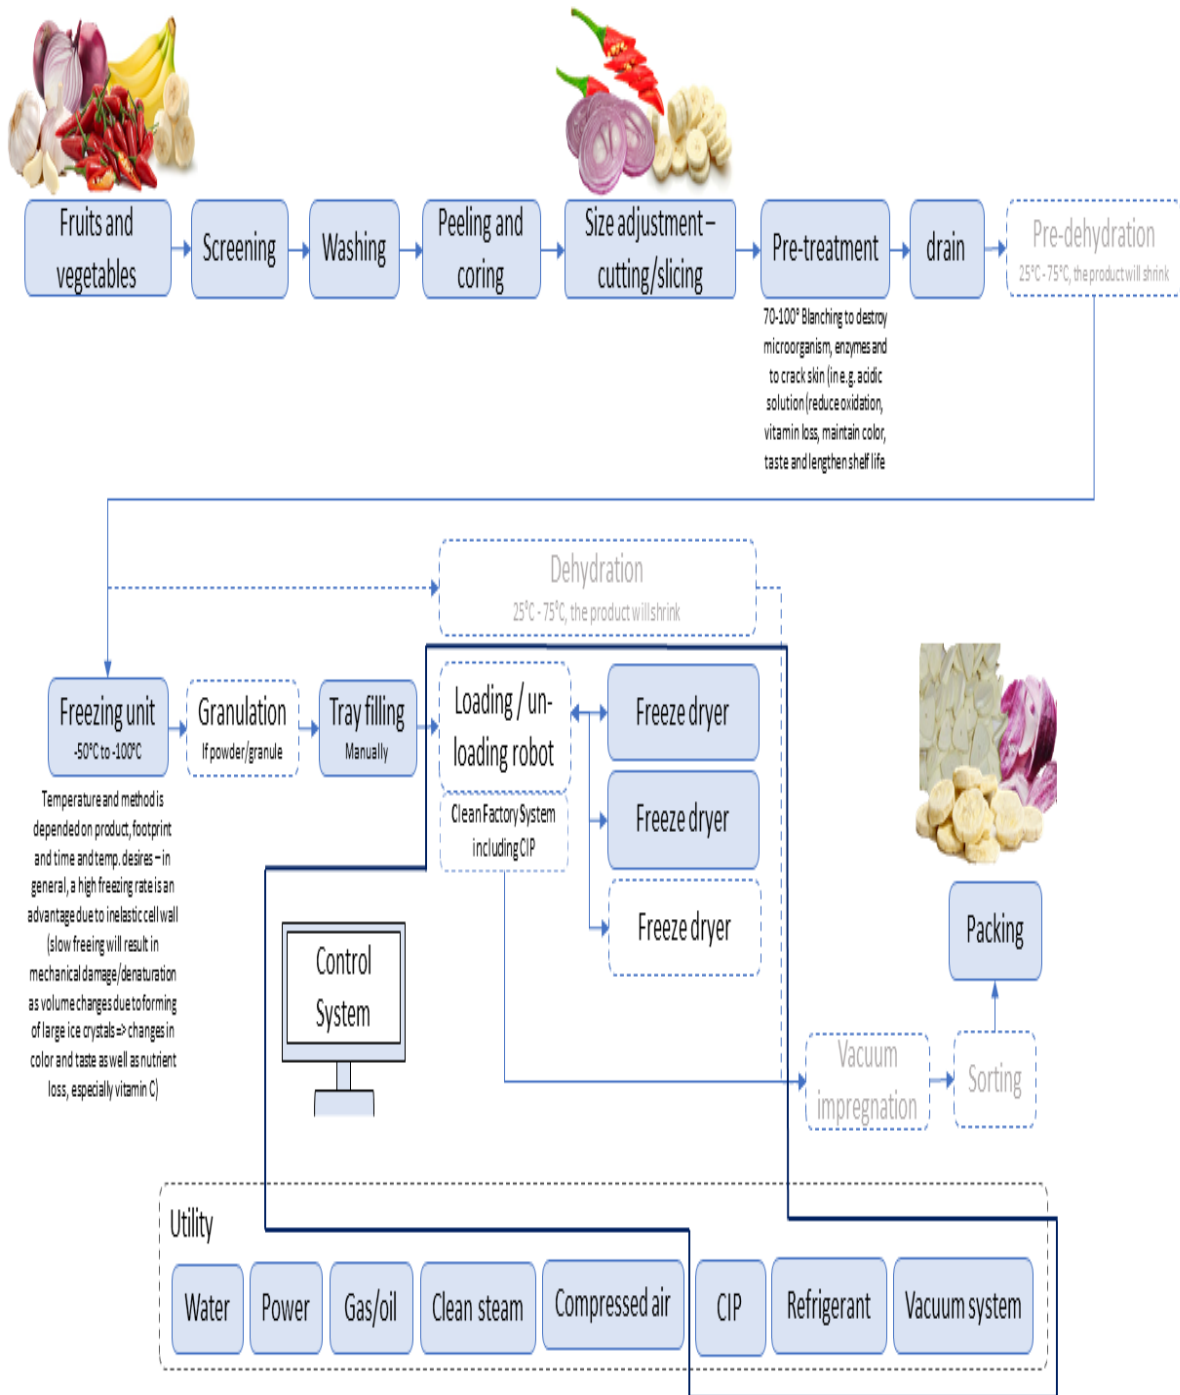 Fruits and
vegetables
Screening
Washing
Peeling and
coring
Size adjustment –
cutting/slicing
Pre-treatment
drain
Pre-dehydration
25°C - 75°C, the product will shrink
70-100° Blanching to destroy
microorganism, enzymes and
to crack skin (in e.g. acidic
solution (reduce oxidation,
vitamin loss, maintain color,
taste and lengthen shelf life
Dehydration
25°C - 75°C, the product will shrink
Freezing unit
-50°C to -100°C
Granulation
If powder/granule
Tray filling
Manually
Loading / un-
loading robot
Clean Factory System
including CIP
Freeze dryer
Freeze dryer
Freeze dryer
Temperature and method is
depended on product, footprint
and time and temp. desires – in
general, a high freezing rate is an
advantage due to inelastic cell wall
(slow freeing will result in
mechanical damage/denaturation
as volume changes due to forming
of large ice crystals => changes in
color and taste as well as nutrient
loss, especially vitamin C)
Control
System
Packing
Vacuum
impregnation
Sorting
Utility
Water
Power
Gas/oil
Clean steam
Compressed air
CIP
Refrigerant
Vacuum system